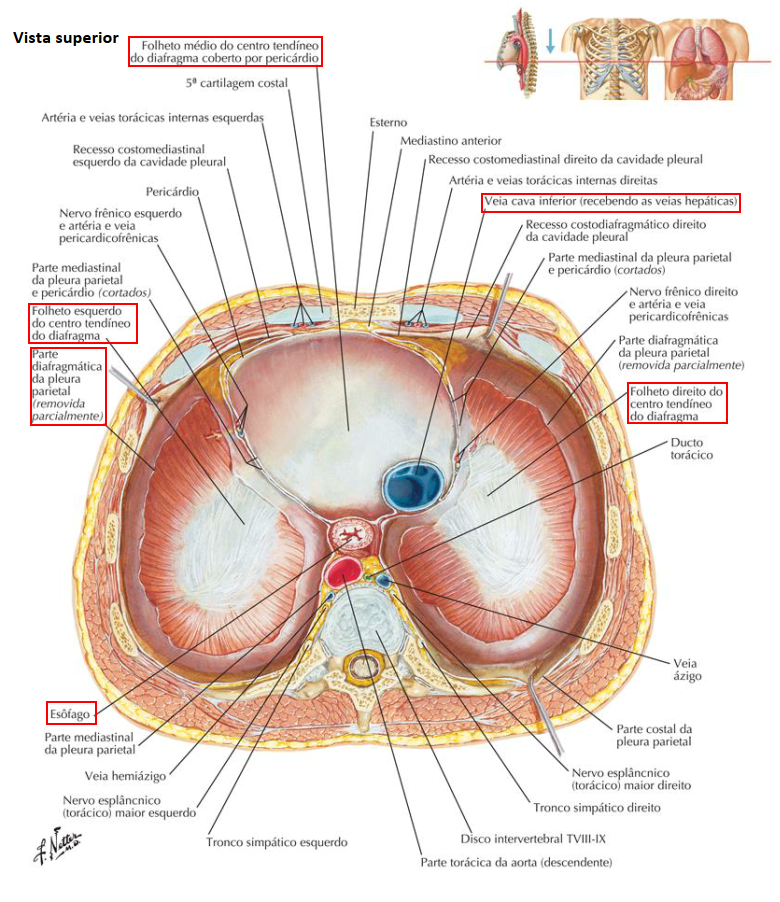 Vista superior
Folheto médio do centro tendíneo
do diafragma coberto por pericárdio
5ª cartilagem costal
Artéria e veias torácicas internas esquerdas
Esterno
Mediastino anterior
Recesso costomediastinal
esquerdo da cavidade pleural
Recesso costomediastinal direito da cavidade pleural
Artéria e veias torácicas internas direitas
Pericárdio
Veia cava inferior (recebendo as veias hepáticas)
Nervo frênico esquerdo
e artéria e veia
pericardicofrênicas
Recesso costodiafragmático direito
da cavidade pleural
Parte mediastinal da pleura parietal
e pericárdio (cortados)
Parte mediastinal
da pleura parietal
e pericárdio (cortados)
Nervo frênico direito
e artéria e veia
pericardicofrênicas
Folheto esquerdo
do centro tendíneo
do diafragma
Parte diafragmática
da pleura parietal
(removida parcialmente)
Parte
diafragmática
da pleura
parietal
(removida
parcialmente)
Folheto direito do
centro tendíneo
do diafragma
Ducto
torácico
Veia
ázigo
Esôfago
Parte mediastinal
da pleura parietal
Parte costal da
pleura parietal
Veia hemiázigo
Nervo esplâncnico
(torácico) maior direito
Nervo esplâncnico
(torácico) maior esquerdo
Tronco simpático direito
Tronco simpático esquerdo
Disco intervertebral TVIII-IX
Parte torácica da aorta (descendente)
F. Netter
M.D.